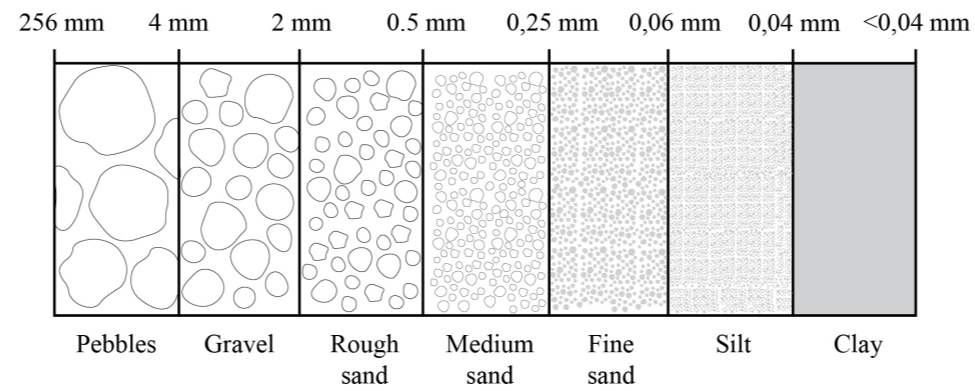 256 mm 4 mm 2 mm 0.5 mm 0,25 mm 0,06 mm 0,04 mm <0,04 mm
Pebbles Gravel Rough Medium Fine Silt Clay
sand sand sand